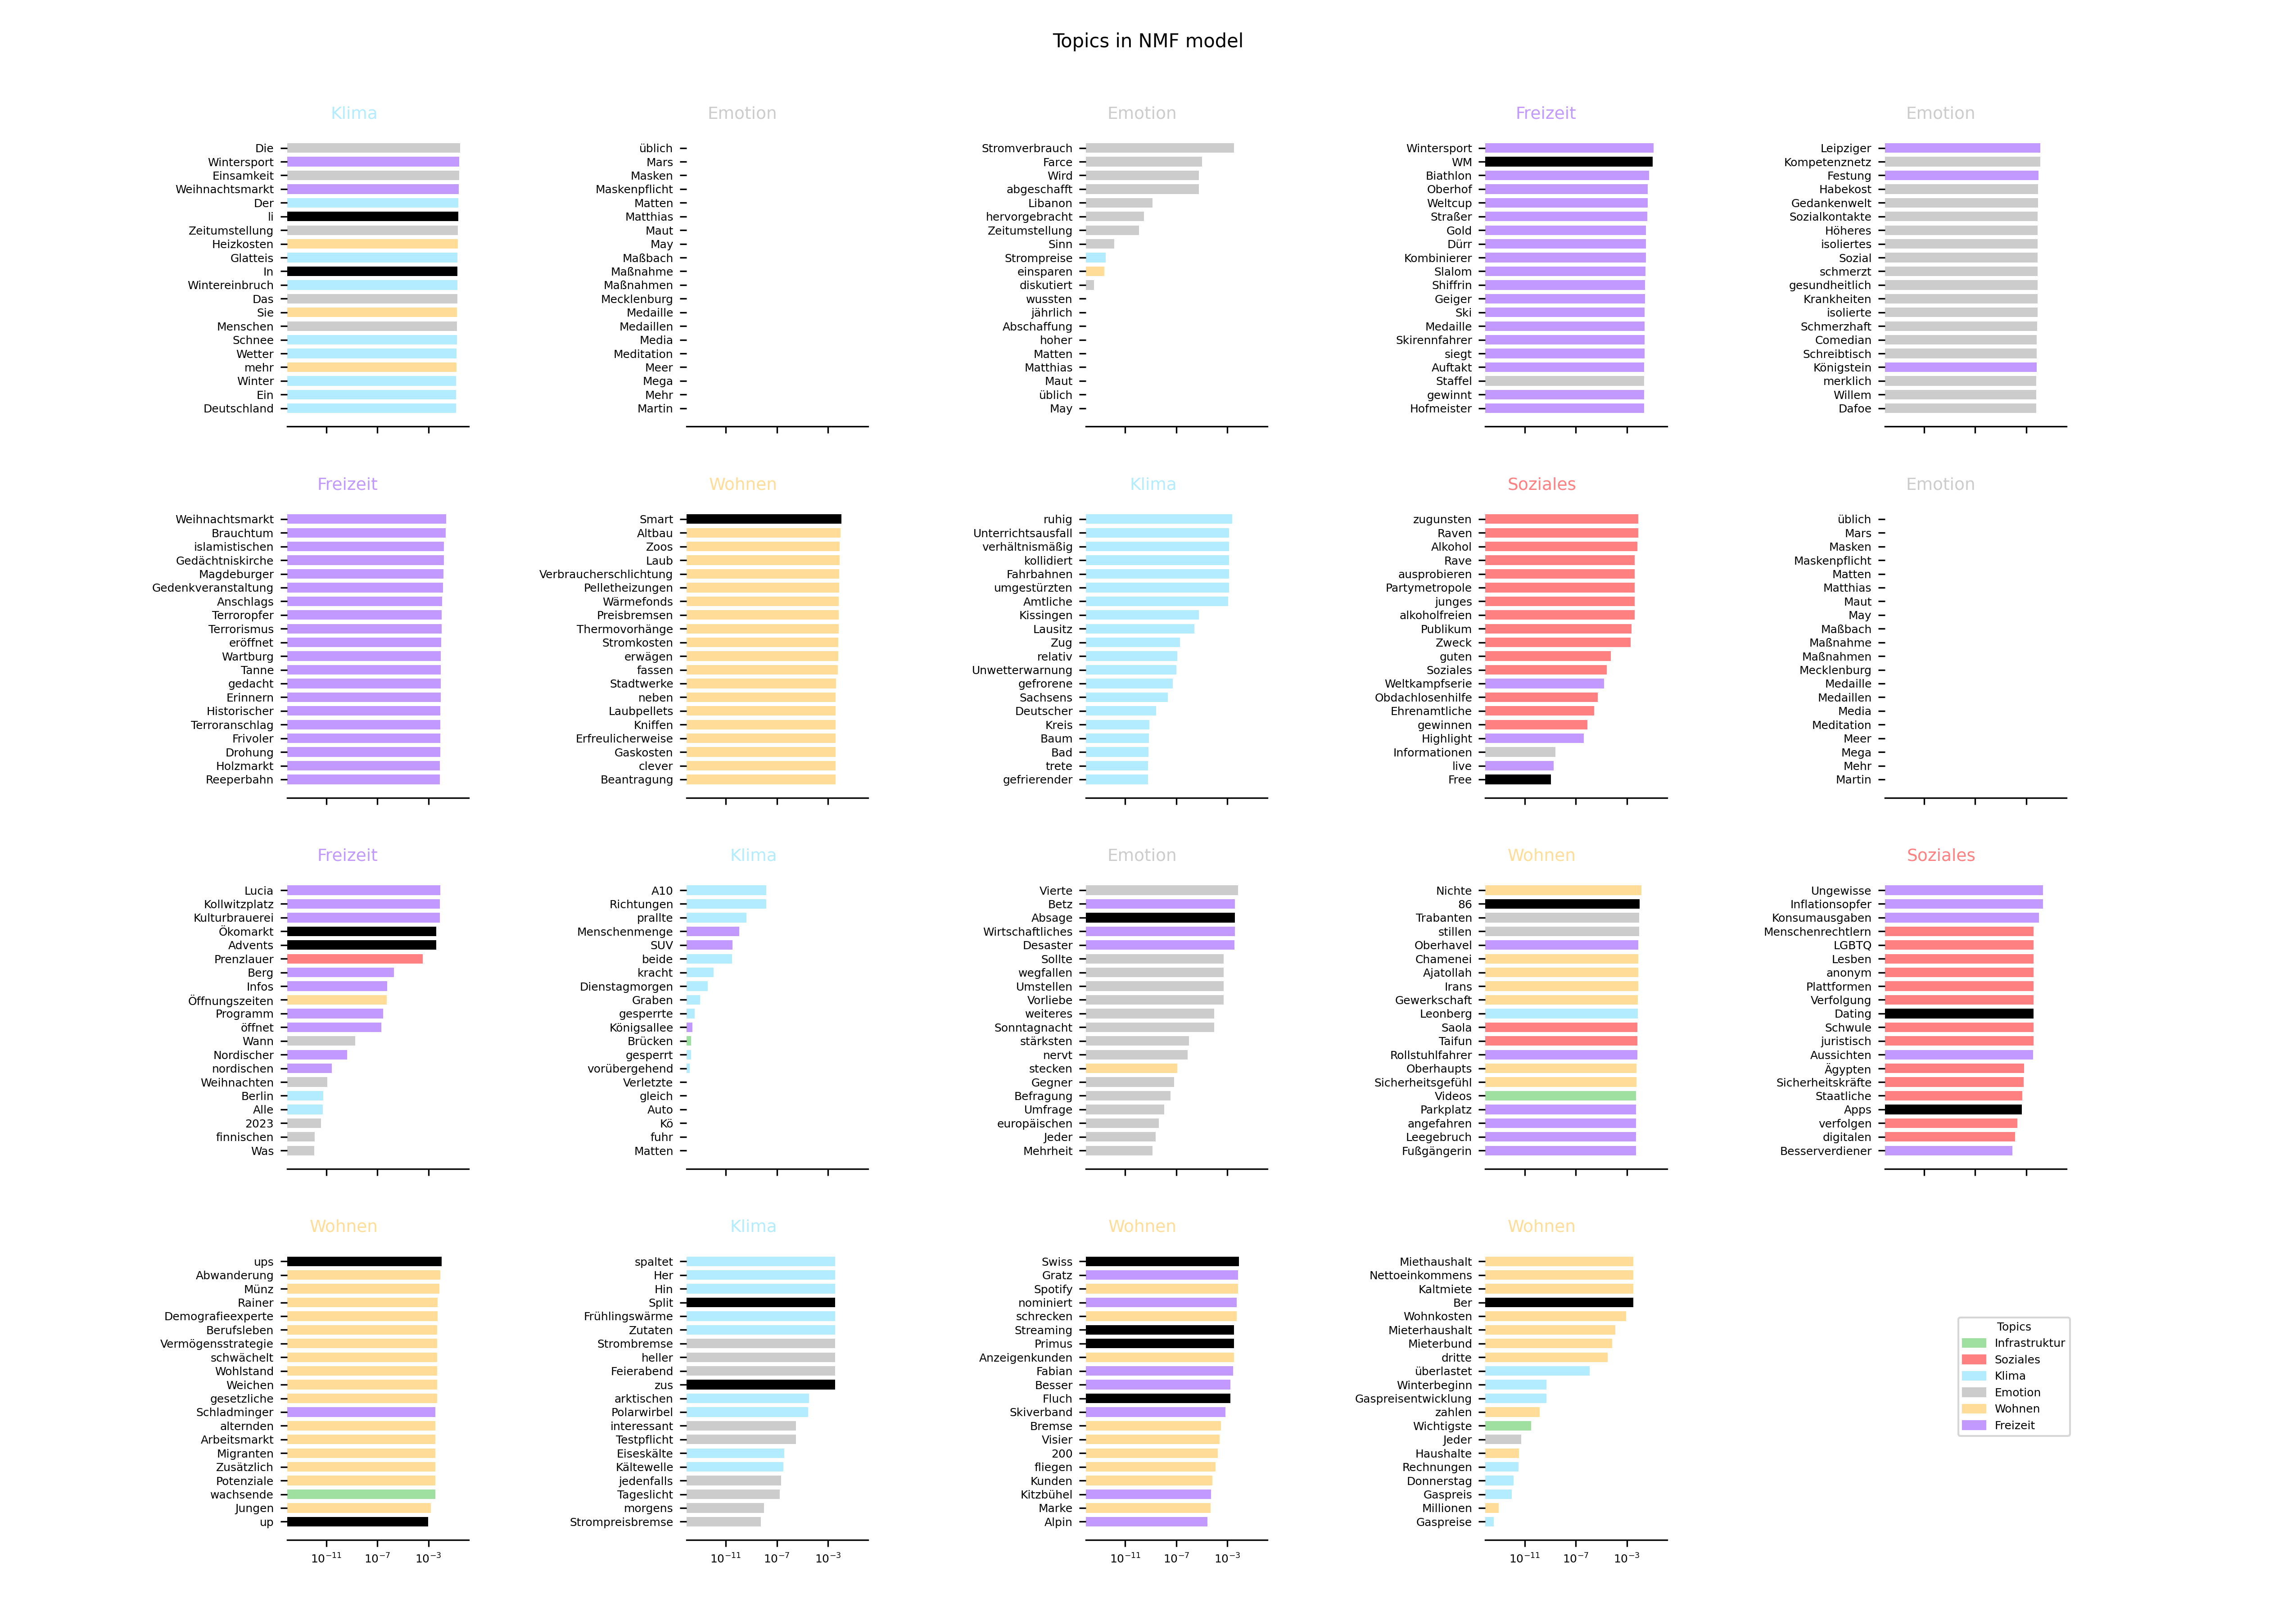 Topics in NMF model
Klima
Die
Wintersport
Einsamkeit
Weihnachtsmarkt
Der
li
Zeitumstellung
Heizkosten
Glatteis
In
Wintereinbruch
Das
Sie
Menschen
Schnee
Wetter
mehr
Winter
Ein
Deutschland
Emotion
üblich
Mars
Masken
Maskenpflicht
Matten
Matthias
Maut
May
Maßbach
Maßnahme
Maßnahmen
Mecklenburg
Medaille
Medaillen
Media
Meditation
Meer
Mega
Mehr
Martin
Emotion
Stromverbrauch
Farce
Wird
abgeschafft
Libanon
hervorgebracht
Zeitumstellung
Sinn
Strompreise
einsparen
diskutiert
wussten
jährlich
Abschaffung
hoher
Matten
Matthias
Maut
üblich
May
Freizeit
Wintersport
WM
Biathlon
Oberhof
Weltcup
Straßer
Gold
Dürr
Kombinierer
Slalom
Shiffrin
Geiger
Ski
Medaille
Skirennfahrer
siegt
Auftakt
Staffel
gewinnt
Hofmeister
Emotion
Leipziger
Kompetenznetz
Festung
Habekost
Gedankenwelt
Sozialkontakte
Höheres
isoliertes
Sozial
schmerzt
gesundheitlich
Krankheiten
isolierte
Schmerzhaft
Comedian
Schreibtisch
Königstein
merklich
Willem
Dafoe
Freizeit
Weihnachtsmarkt
Brauchtum
islamistischen
Gedächtniskirche
Magdeburger
Gedenkveranstaltung
Anschlags
Terroropfer
Terrorismus
eröffnet
Wartburg
Tanne
gedacht
Erinnern
Historischer
Terroranschlag
Frivoler
Drohung
Holzmarkt
Reeperbahn
Wohnen
Smart
Altbau
Zoos
Laub
Verbraucherschlichtung
Pelletheizungen
Wärmefonds
Preisbremsen
Thermovorhänge
Stromkosten
erwägen
fassen
Stadtwerke
neben
Laubpellets
Kniffen
Erfreulicherweise
Gaskosten
clever
Beantragung
Klima
ruhig
Unterrichtsausfall
verhältnismäßig
kollidiert
Fahrbahnen
umgestürzten
Amtliche
Kissingen
Lausitz
Zug
relativ
Unwetterwarnung
gefrorene
Sachsens
Deutscher
Kreis
Baum
Bad
trete
gefrierender
Soziales
zugunsten
Raven
Alkohol
Rave
ausprobieren
Partymetropole
junges
alkoholfreien
Publikum
Zweck
guten
Soziales
Weltkampfserie
Obdachlosenhilfe
Ehrenamtliche
gewinnen
Highlight
Informationen
live
Free
Emotion
üblich
Mars
Masken
Maskenpflicht
Matten
Matthias
Maut
May
Maßbach
Maßnahme
Maßnahmen
Mecklenburg
Medaille
Medaillen
Media
Meditation
Meer
Mega
Mehr
Martin
Freizeit
Lucia
Kollwitzplatz
Kulturbrauerei
Ökomarkt
Advents
Prenzlauer
Berg
Infos
Öffnungszeiten
Programm
öffnet
Wann
Nordischer
nordischen
Weihnachten
Berlin
Alle
2023
finnischen
Was
Klima
A10
Richtungen
prallte
Menschenmenge
SUV
beide
kracht
Dienstagmorgen
Graben
gesperrte
Königsallee
Brücken
gesperrt
vorübergehend
Verletzte
gleich
Auto
Kö
fuhr
Matten
Emotion
Vierte
Betz
Absage
Wirtschaftliches
Desaster
Sollte
wegfallen
Umstellen
Vorliebe
weiteres
Sonntagnacht
stärksten
nervt
stecken
Gegner
Befragung
Umfrage
europäischen
Jeder
Mehrheit
Wohnen
Nichte
86
Trabanten
stillen
Oberhavel
Chamenei
Ajatollah
Irans
Gewerkschaft
Leonberg
Saola
Taifun
Rollstuhlfahrer
Oberhaupts
Sicherheitsgefühl
Videos
Parkplatz
angefahren
Leegebruch
Fußgängerin
Soziales
Ungewisse
Inflationsopfer
Konsumausgaben
Menschenrechtlern
LGBTQ
Lesben
anonym
Plattformen
Verfolgung
Dating
Schwule
juristisch
Aussichten
Ägypten
Sicherheitskräfte
Staatliche
Apps
verfolgen
digitalen
Besserverdiener
Wohnen
ups
Abwanderung
Münz
Rainer
Demografieexperte
Berufsleben
Vermögensstrategie
schwächelt
Wohlstand
Weichen
gesetzliche
Schladminger
alternden
Arbeitsmarkt
Migranten
Zusätzlich
Potenziale
wachsende
Jungen
up
10⁻¹¹ 10⁻⁷ 10⁻³
Klima
spaltet
Her
Hin
Split
Frühlingswärme
Zutaten
Strombremse
heller
Feierabend
zus
arktischen
Polarwirbel
interessant
Testpflicht
Eiseskälte
Kältewelle
jedenfalls
Tageslicht
morgens
Strompreisbremse
10⁻¹¹ 10⁻⁷ 10⁻³
Wohnen
Swiss
Gratz
Spotify
nominiert
schrecken
Streaming
Primus
Anzeigenkunden
Fabian
Besser
Fluch
Skiverband
Bremse
Visier
200
fliegen
Kunden
Kitzbühel
Marke
Alpin
10⁻¹¹ 10⁻⁷ 10⁻³
Wohnen
Miethaushalt
Nettoeinkommens
Kaltmiete
Ber
Wohnkosten
Mieterhaushalt
Mieterbund
dritte
überlastet
Winterbeginn
Gaspreisentwicklung
zahlen
Wichtigste
Jeder
Haushalte
Rechnungen
Donnerstag
Gaspreis
Millionen
Gaspreise
10⁻¹¹ 10⁻⁷ 10⁻³
Topics
Infrastruktur
Soziales
Klima
Emotion
Wohnen
Freizeit